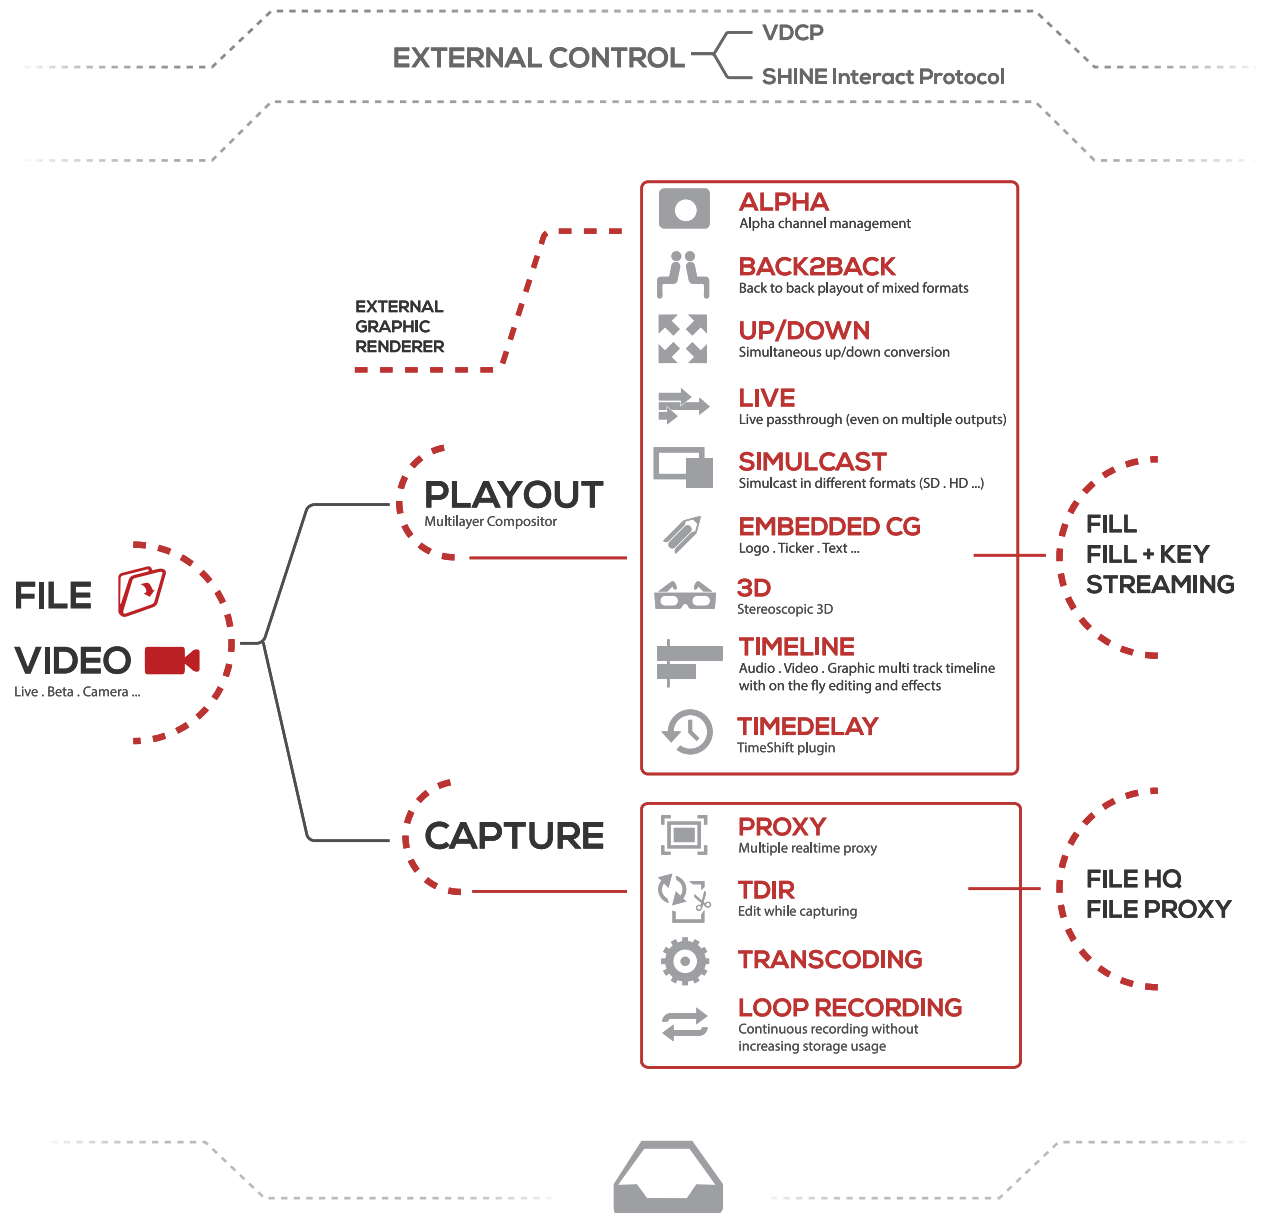 EXTERNAL CONTROL
VDCP
SHINE Interact Protocol
EXTERNAL
GRAPHIC
RENDERER
FILE
VIDEO
Live . Beta . Camera ...
PLAYOUT
Multilayer Compositor
CAPTURE
ALPHA
Alpha channel management
BACK2BACK
Back to back playout of mixed formats
UP/DOWN
Simultaneous up/down conversion
LIVE
Live passthrough (even on multiple outputs)
SIMULCAST
Simulcast in different formats (SD . HD ...)
EMBEDDED CG
Logo . Ticker . Text ...
3D
Stereoscopic 3D
TIMELINE
Audio . Video . Graphic multi track timeline
with on the fly editing and effects
TIMEDELAY
TimeShift plugin
FILL
FILL + KEY
STREAMING
PROXY
Multiple realtime proxy
TDIR
Edit while capturing
TRANSCODING
LOOP RECORDING
Continuous recording without
increasing storage usage
FILE HQ
FILE PROXY